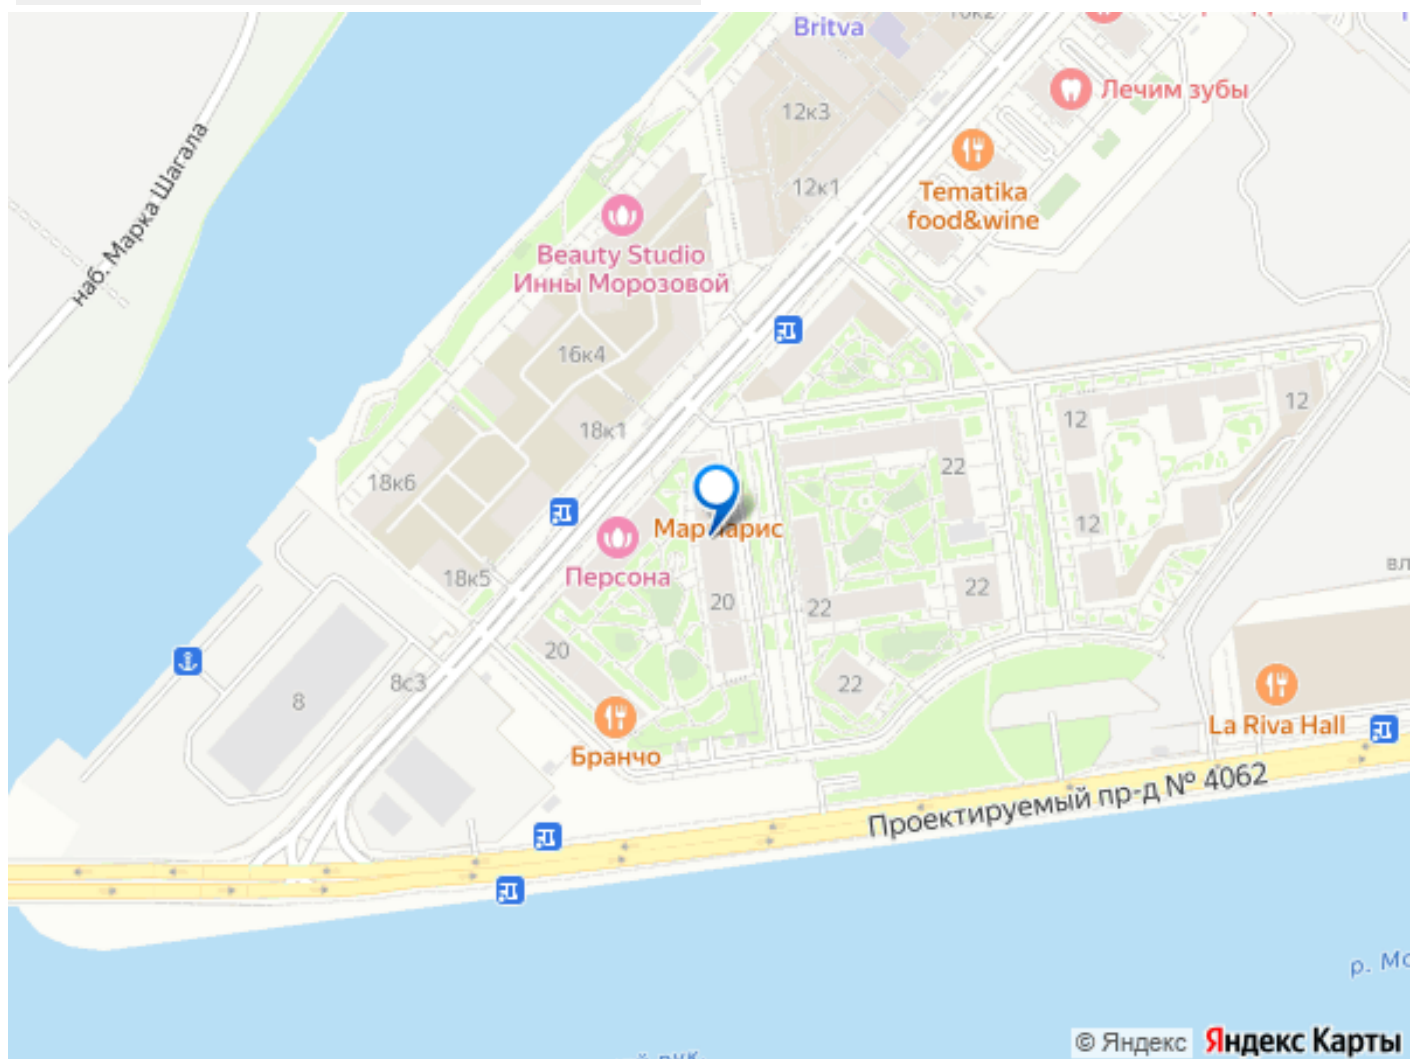 Britva
Лечим зубы
12к3
наб. Марка Шагала
12к1
Tematika
food&wine
Beauty Studio
Инны Морозовой
16к4
12
12
18к1
22
18к6
12
Мар
арис
18к5
Персона
22
20
22
20
22
8с3
8
La Riva Hall
Бранчо
Проектируемый пр-д № 4062
© Яндекс
Яндекс Карты